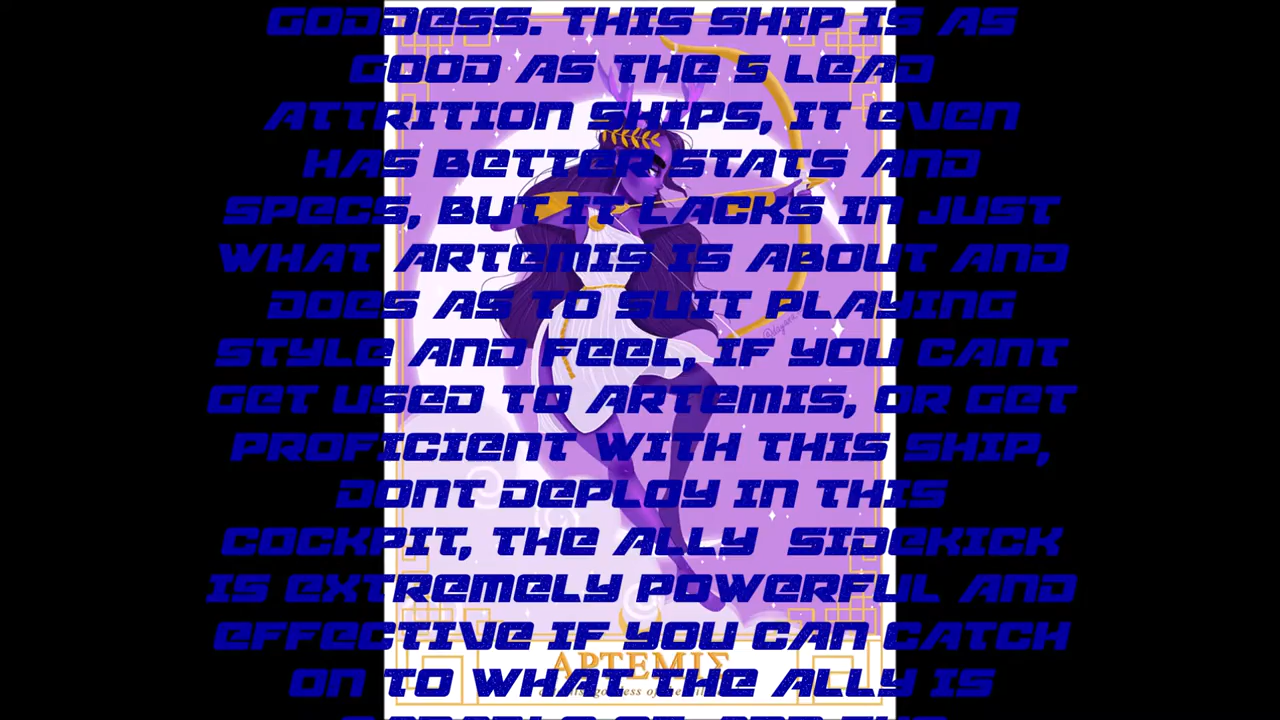 GODDESS. THIS SHIP IS AS
GOOD AS THE 5 LEAD
ATTRITION SHIPS, IT EVEN
HAS BETTER STATS AND
SPECS, BUT IT LACKS IN JUST
WHAT ARTEMIS IS ABOUT AND
DOES AS TO SUIT PLAYING
STYLE AND FEEL, IF YOU CANT
GET USED TO ARTEMIS, OR GET
PROFICIENT WITH THIS SHIP,
DONT DEPLOY IN THIS
COCKPIT, THE ALLY SIDEKICK
IS EXTREMELY POWERFUL AND
EFFECTIVE IF YOU CAN CATCH
ΑΡΤΕΜΙΣ
ON TO WHAT THE ALLY IS